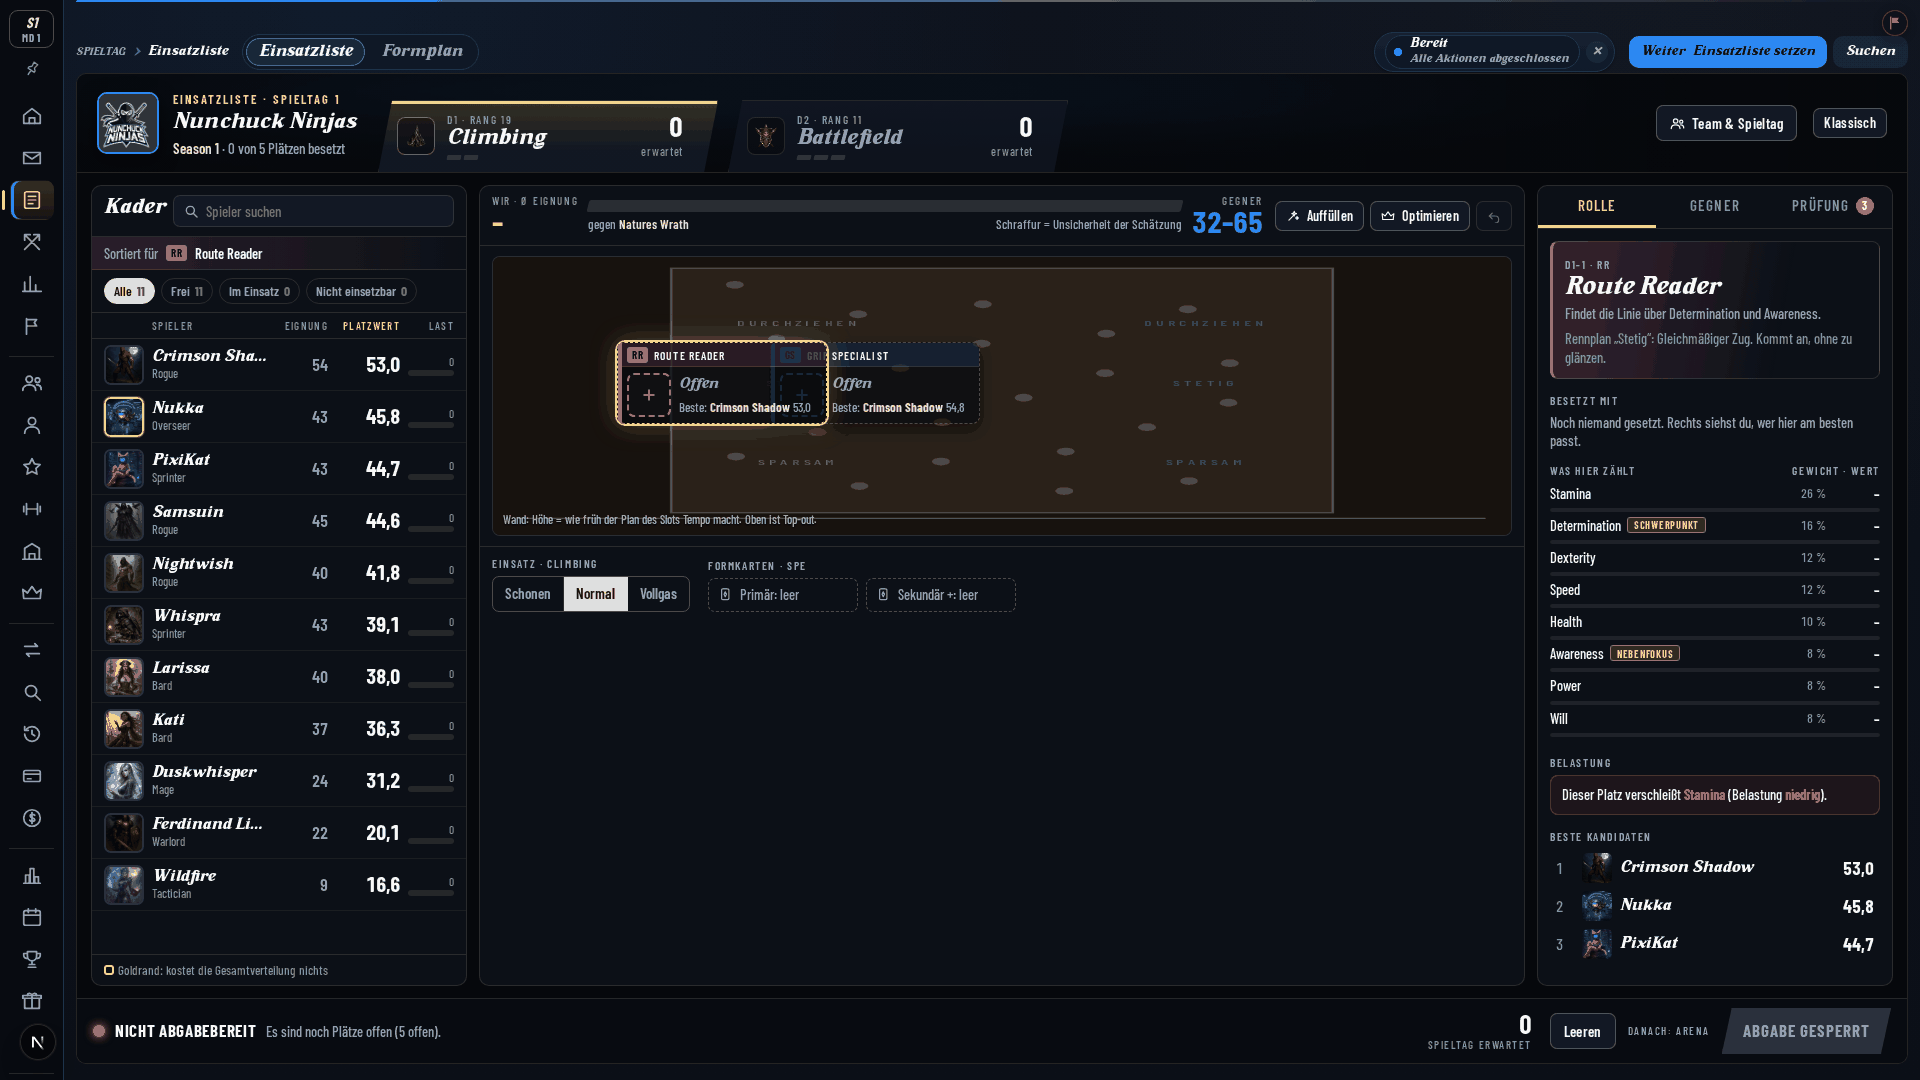 S1
MD1
SPIELTAG > Einsatzliste
Einsatzliste
Formplan
Bereit
Alle Aktionen abgeschlossen
Weiter Einsatzliste setzen
Suchen
NUNCHUCK NINJAS
EINSATZLISTE · SPIELTAG 1
Nunchuck Ninjas
Season 1 · 0 von 5 Plätzen besetzt
D1 · RANG 19
Climbing
0
erwartet
D2 · RANG 11
Battlefield
0
erwartet
Team & Spieltag
Klassisch
Kader
Spieler suchen
Sortiert für RR Route Reader
Alle 11
Frei 11
Im Einsatz 0
Nicht einsetzbar 0
SPIELER EIGNUNG PLATZWERT LAST
Crimson Sha... 54 53,0 0
Rogue
Nukka 43 45,8 0
Overseer
PixiKat 43 44,7 0
Sprinter
Samsuin 45 44,6 0
Rogue
Nightwish 40 41,8 0
Rogue
Whispra 43 39,1 0
Sprinter
Larissa 40 38,0 0
Bard
Kati 37 36,3 0
Bard
Duskwhisper 24 31,2 0
Mage
Ferdinand Li... 22 20,1 0
Warlord
Wildfire 9 16,6 0
Tactician
Goldrand: kostet die Gesamtverteilung nichts
WIR · Ø EIGNUNG
–
gegen Natures Wrath
Schraffur = Unsicherheit der Schätzung
GEGNER
32–65
Auffüllen
Optimieren
DURCHZIEHEN
DURCHZIEHEN
STETIG
SPARSAM
SPARSAM
RR ROUTE READER
Offen
Beste: Crimson Shadow 53,0
CS GRIP SPECIALIST
Offen
Beste: Crimson Shadow 54,8
Wand: Höhe = wie früh der Plan des Slots Tempo macht. Oben ist Top-out.
EINSATZ · CLIMBING
Schonen
Normal
Vollgas
FORMKARTEN · SPE
Primär: leer
Sekundär +: leer
ROLLE
GEGNER
PRÜFUNG 3
D1-1 · RR
Route Reader
Findet die Linie über Determination und Awareness.
Rennplan „Stetig“: Gleichmäßiger Zug. Kommt an, ohne zu
glänzen.
BESETZT MIT
Noch niemand gesetzt. Rechts siehst du, wer hier am besten
passt.
WAS HIER ZÄHLT GEWICHT · WERT
Stamina 26 % –
Determination SCHWERPUNKT 16 % –
Dexterity 12 % –
Speed 12 % –
Health 10 % –
Awareness NEBENFOKUS 8 % –
Power 8 % –
Will 8 % –
BELASTUNG
Dieser Platz verschleißt Stamina (Belastung niedrig).
BESTE KANDIDATEN
1 Crimson Shadow 53,0
2 Nukka 45,8
3 PixiKat 44,7
NICHT ABGABEBEREIT Es sind noch Plätze offen (5 offen).
0
SPIELTAG ERWARTET
Leeren
DANACH: ARENA
ABGABE GESPERRT
N